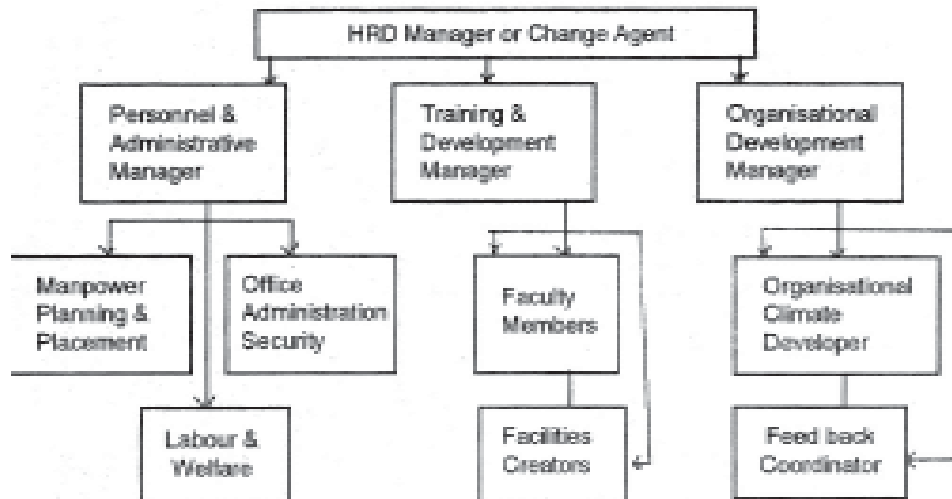 HRD Manager or Change Agent
Personnel &
Administrative
Manager
Training &
Development
Manager
Organisational
Development
Manager
Manpower
Planning &
Placement
Office
Administration
Security
Faculty
Members
Organisational
Climate
Developer
Labour &
Welfare
Facilities
Creators
Feed back
Coordinator